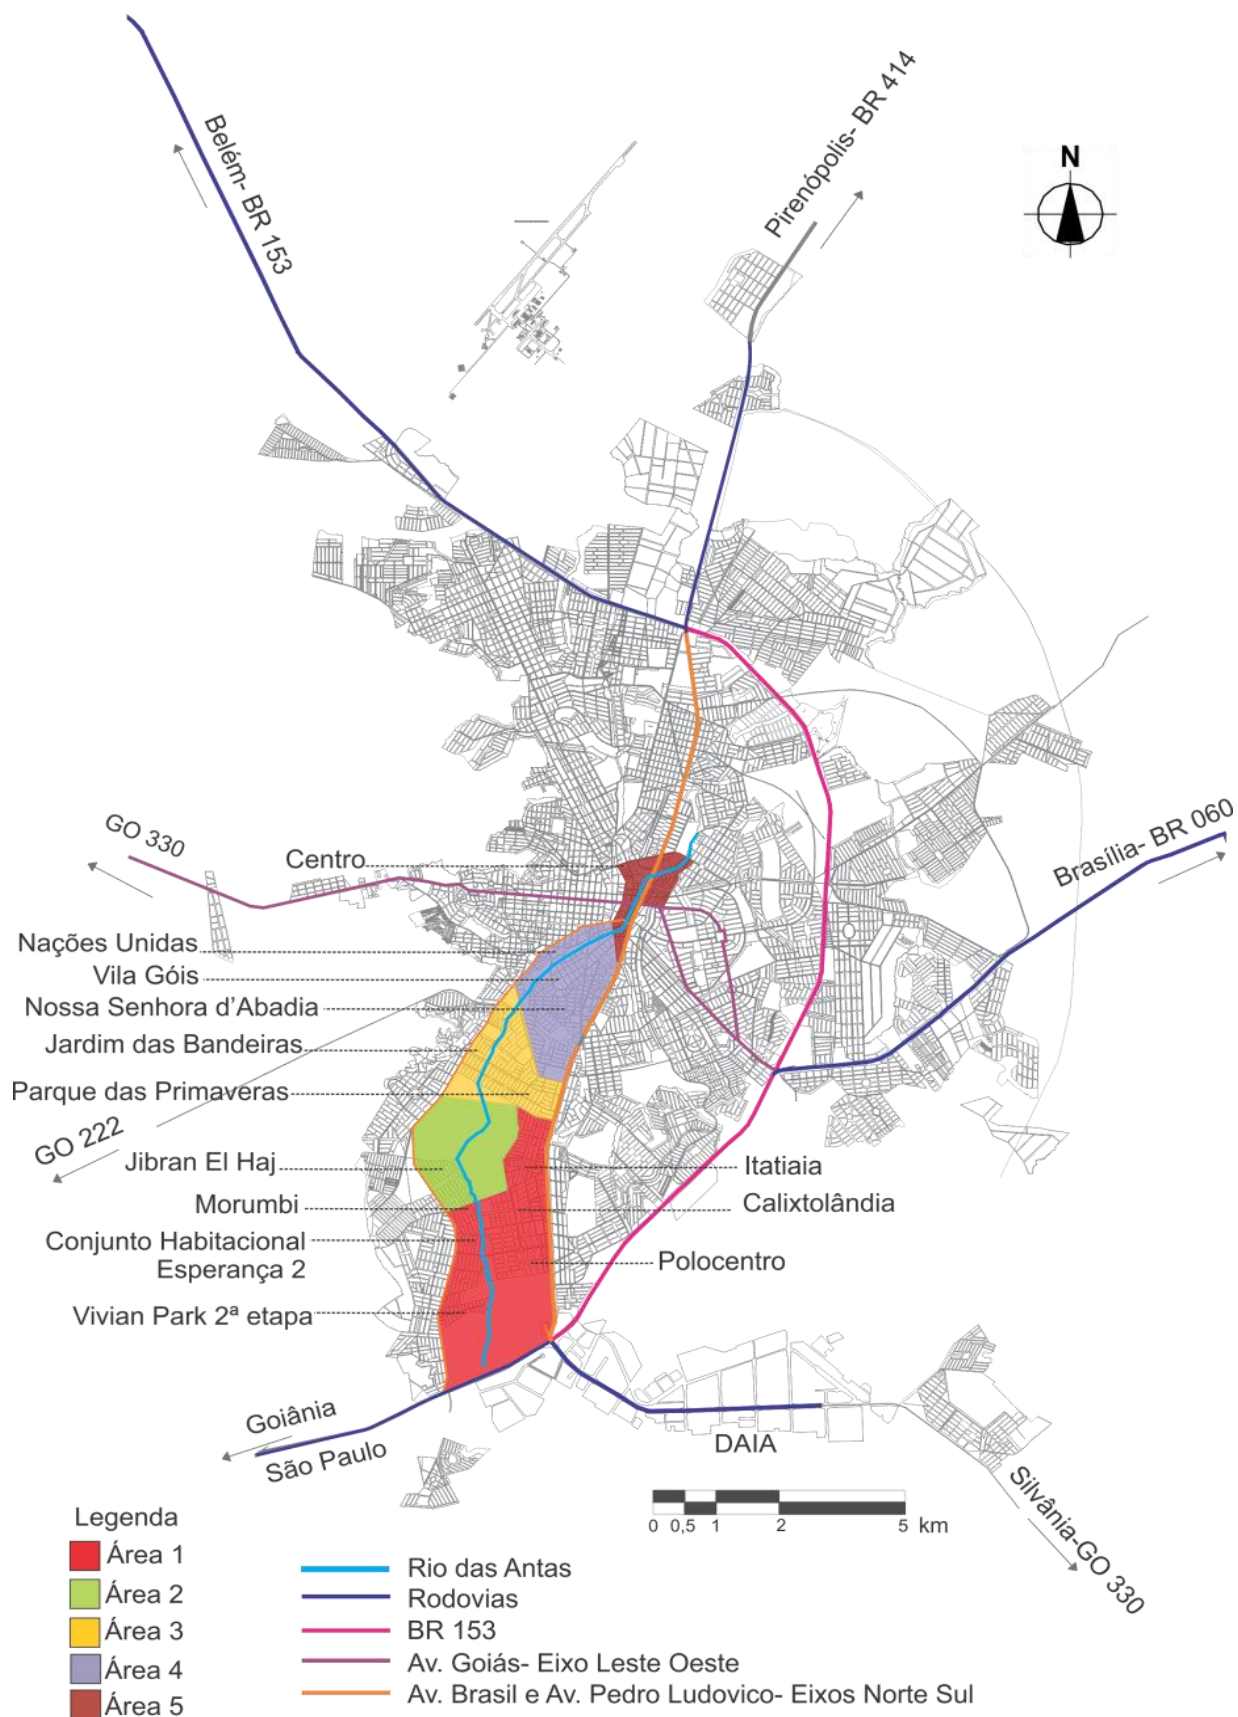 Belém- BR 153
Pirenópolis- BR 414
N
GO 330
Centro
Brasília- BR 060
Nações Unidas
Vila Góis
Nossa Senhora d'Abadia
Jardim das Bandeiras
Parque das Primaveras
GO 222
Jibran El Haj
Itatiaia
Morumbi
Calixtolândia
Conjunto Habitacional
Esperança 2
Polocentro
Vivian Park 2ª etapa
Goiânia
São Paulo
DAIA
Silvânia-GO 330
0 0,5 1 2 5 km
Legenda
Área 1
Área 2
Área 3
Área 4
Área 5
Rio das Antas
Rodovias
BR 153
Av. Goiás- Eixo Leste Oeste
Av. Brasil e Av. Pedro Ludovico- Eixos Norte Sul